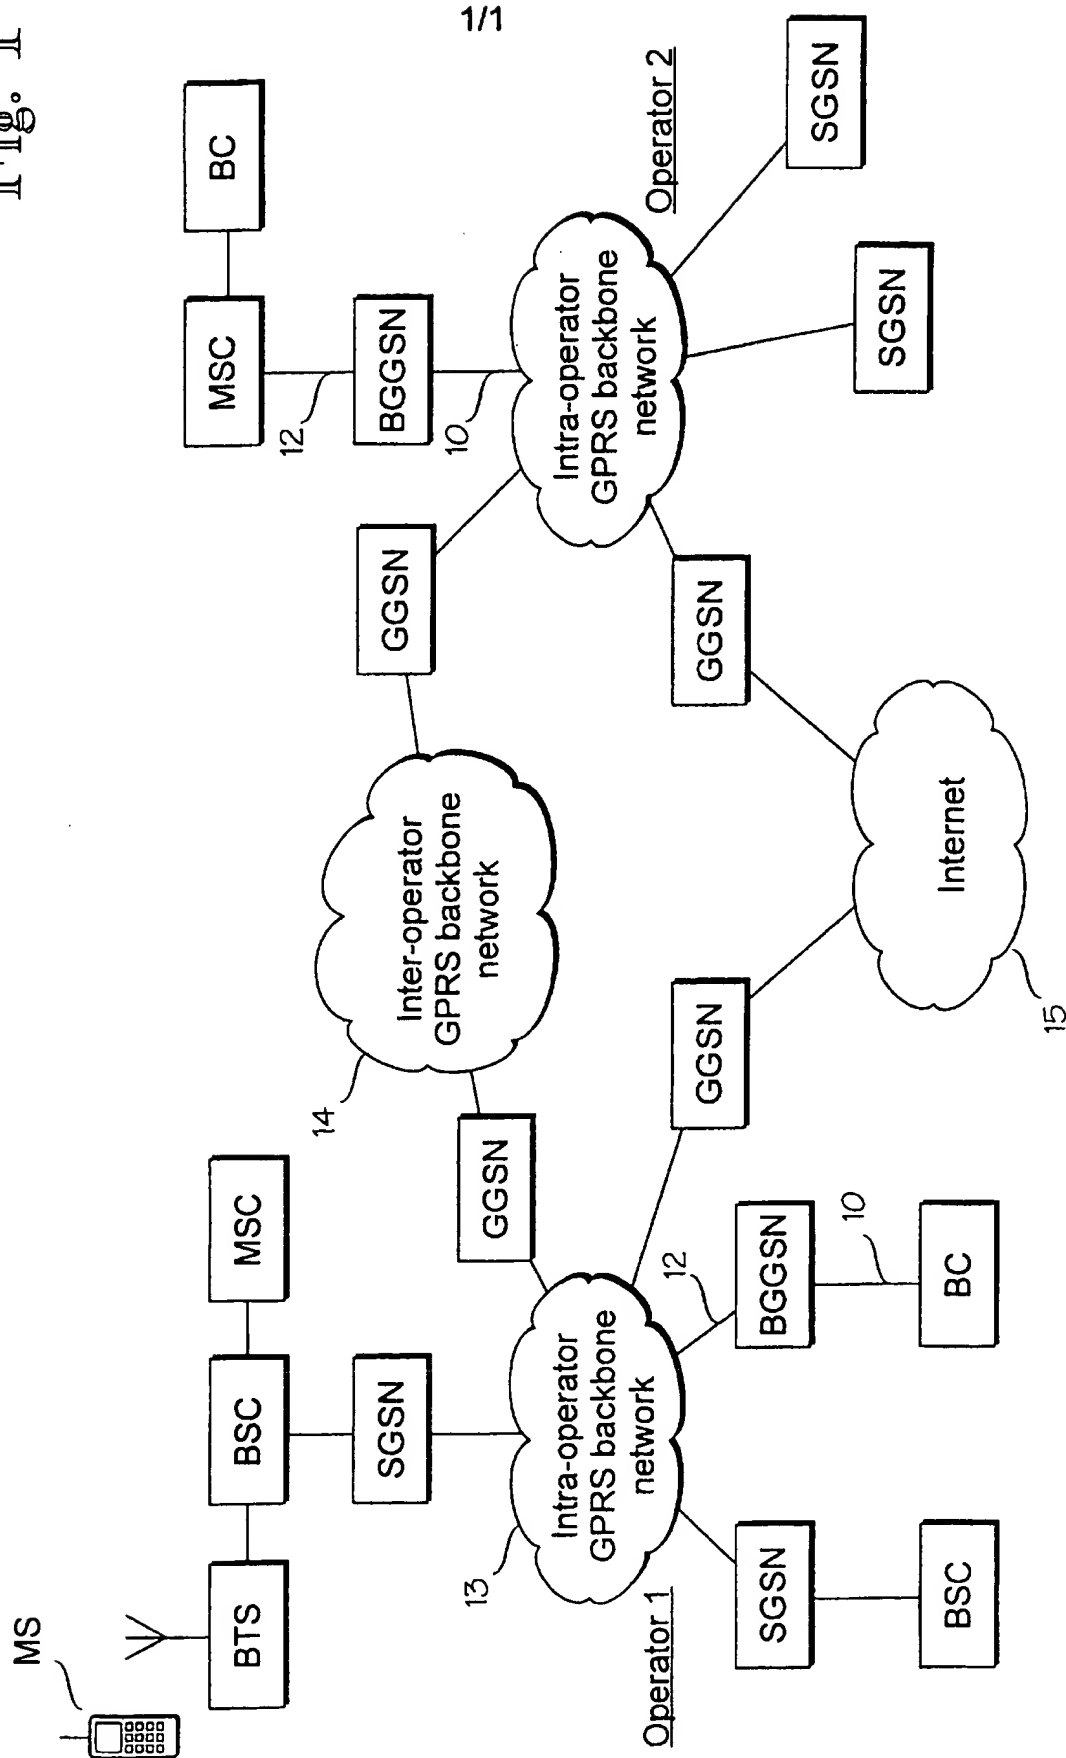 1/1
Fig. 1
MS
BTS
BSC
MSC
SGSN
14
Inter-operator
GPRS backbone
network
GGSN
GGSN
MSC
BC
12
BGGSN
10
13
Intra-operator
GPRS backbone
network
Operator 1
Intra-operator
GPRS backbone
network
Operator 2
SGSN
BSC
12
BGGSN
10
BC
GGSN
Internet
15
GGSN
SGSN
SGSN